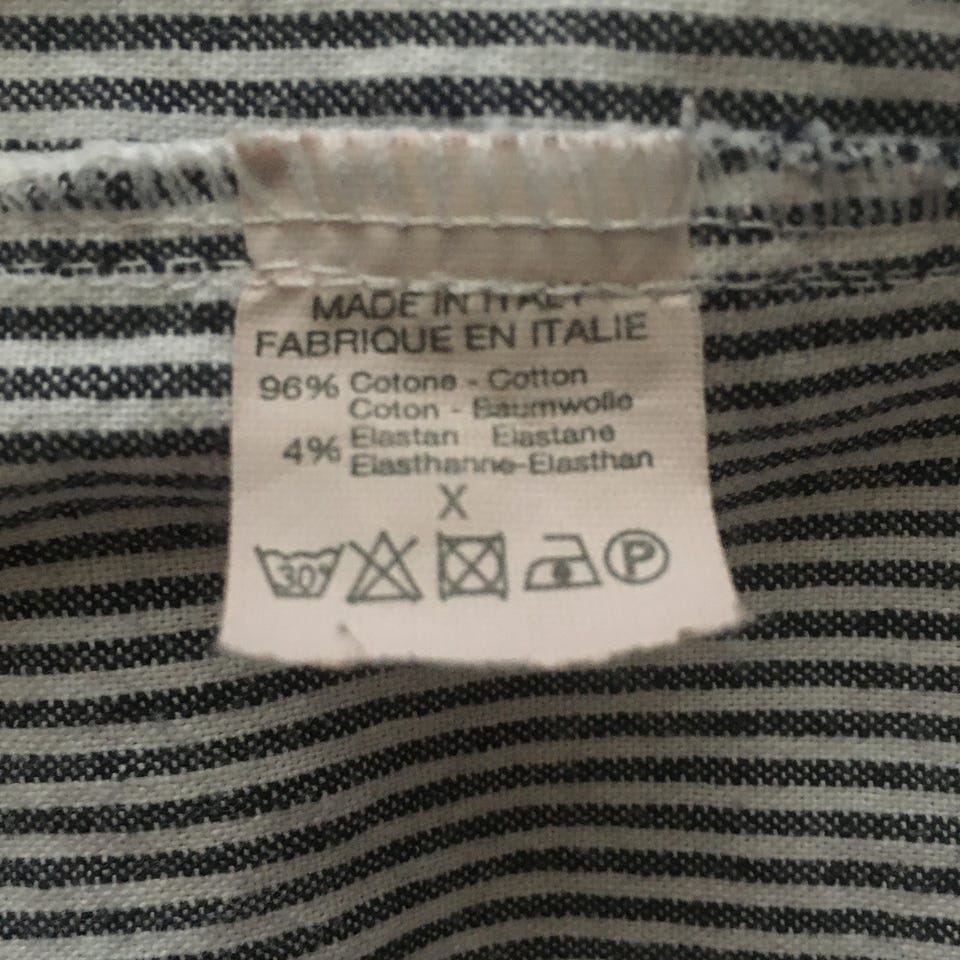 MADE IN ITALY
FABRIQUE EN ITALIE
96% Cotone - Cotton
Coton - Baumwolle
4% Elastan Elastane
Elasthanne-Elasthan
X
30
P